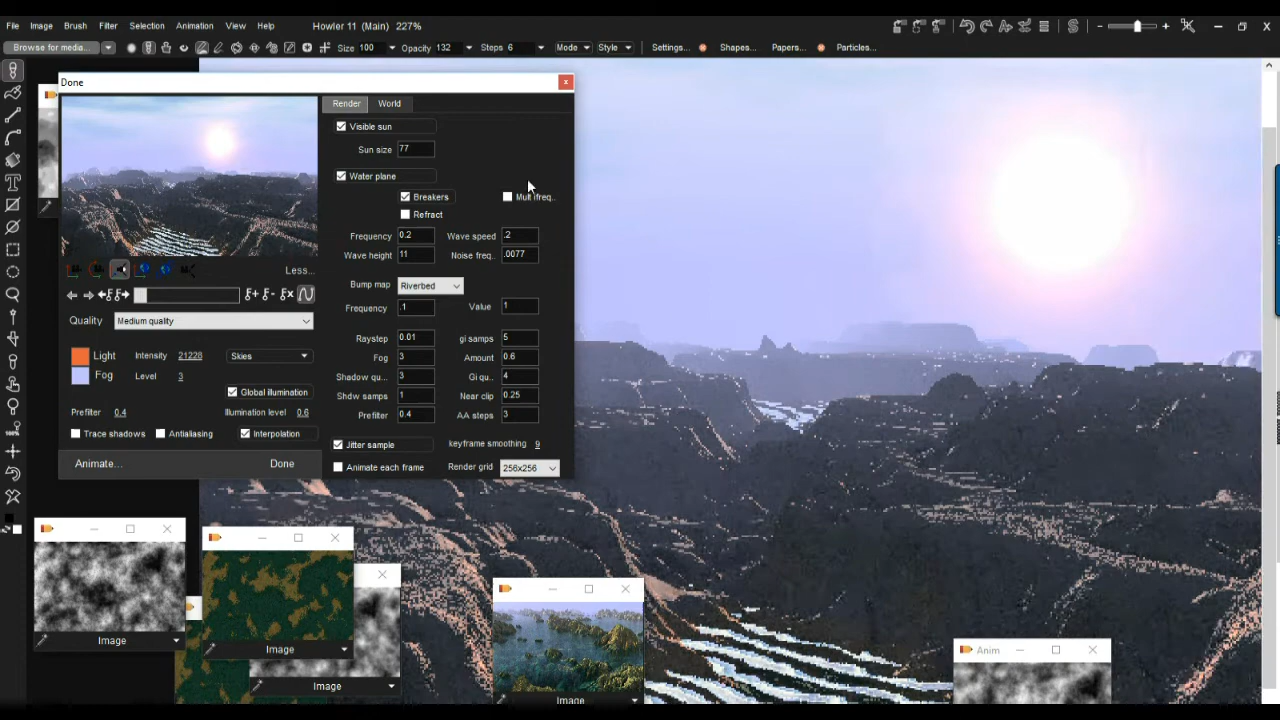 File Image Brush Filter Selection Animation View Help Howler 11 (Main) 227%
Browse for media... Size 100 Opacity 132 Steps 6 Mode Style Settings... Shapes... Papers... Particles...
Done
Render World
Visible sun
Sun size 77
Water plane
Breakers
Refract
Frequency 0.2 Wave speed .2
Wave height 11 Noise freq.. .0077
Less...
Bump map Riverbed
Frequency .1 Value 1
Quality Medium quality
Raystep 0.01 gi samps 5
Light Intensity 21228 Skies
Fog 3 Amount 0.6
Fog Level 3
Shadow qu... 3 Gi qu.. 4
Global illumination
Shdw samps 1 Near clip 0.25
Prefilter 0.4 Illumination level 0.6
Prefilter 0.4 AA steps 3
Trace shadows Antialiasing Interpolation
Jitter sample keyframe smoothing 9
Animate... Done
Animate each frame Render grid 256x256
Image
Image
Image
Image
Anim